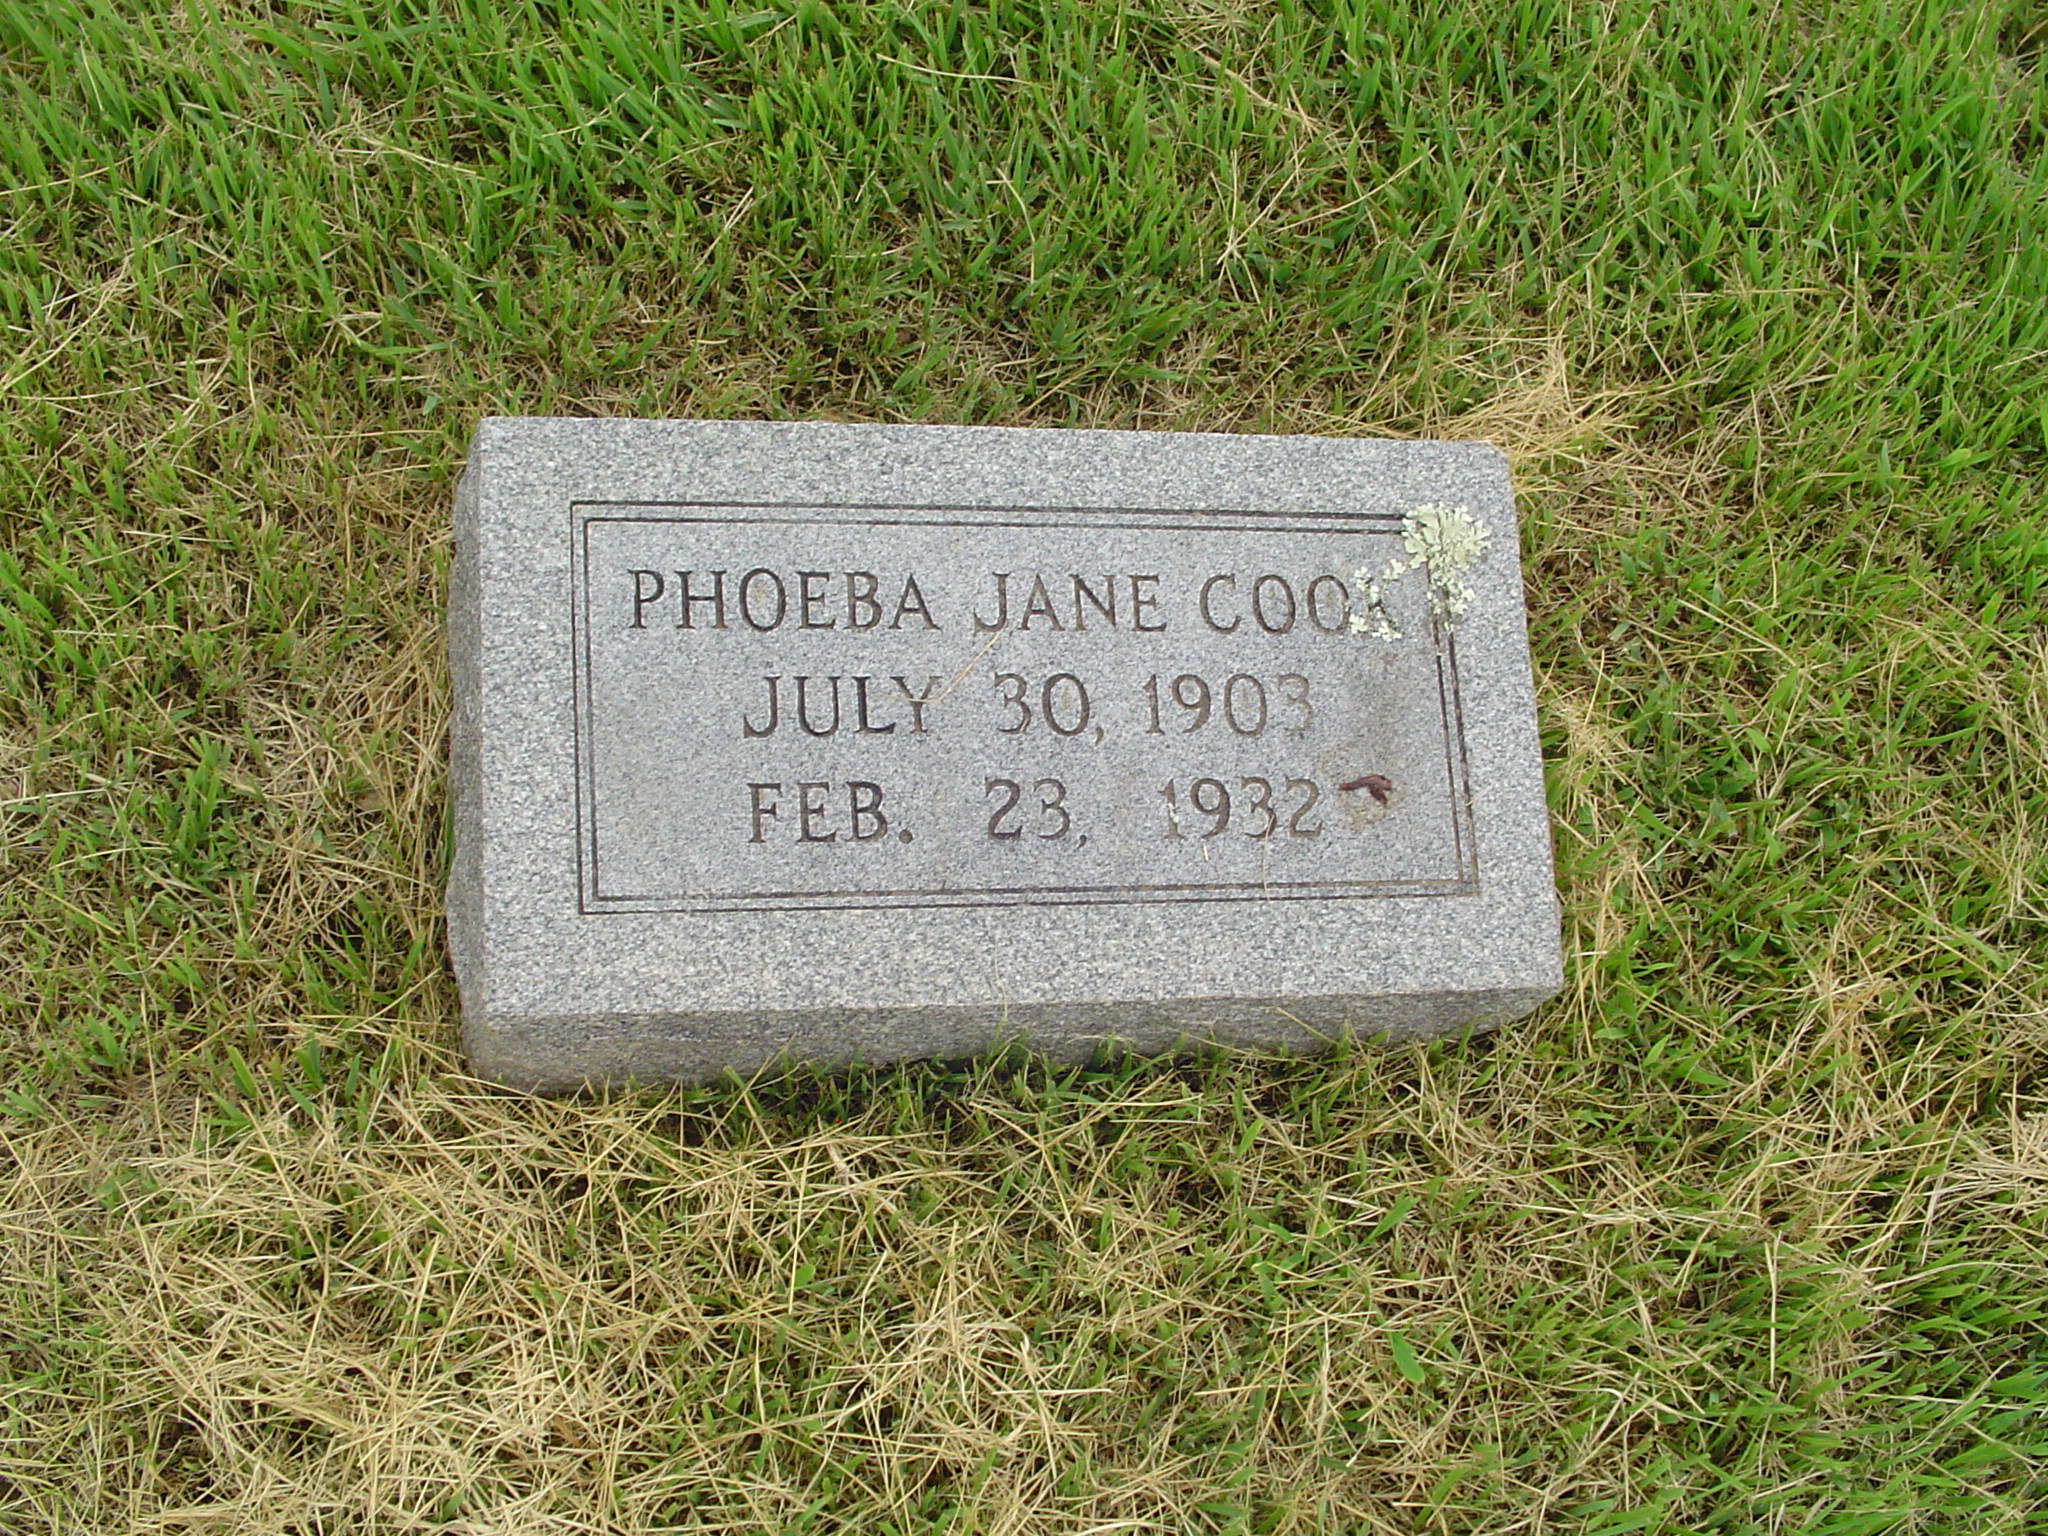 PHOEBA JANE COOK
JULY 30, 1903
FEB. 23, 1932